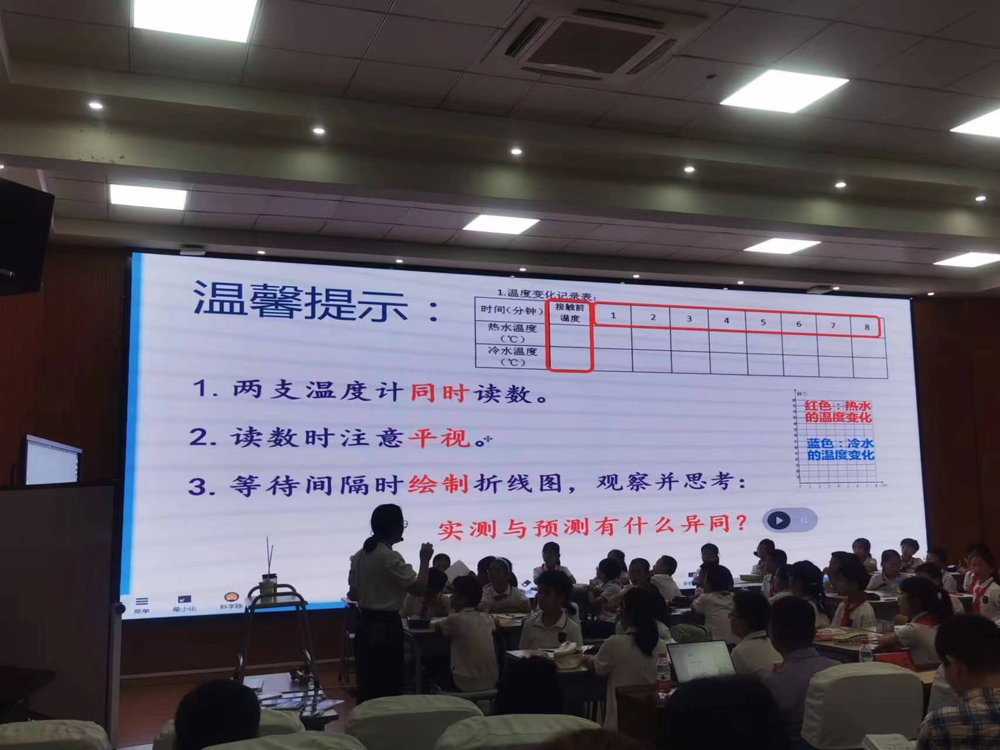 温馨提示：
1.温度变化记录表:
时间(分钟) 接触前温度 1 2 3 4 5 6 7 8
热水温度(℃)
冷水温度(℃)
1. 两支温度计同时读数。
2. 读数时注意平视。
3. 等待间隔时绘制折线图，观察并思考：
实测与预测有什么异同？
红色：热水
的温度变化
蓝色：冷水
的温度变化
菜单 最小化 科学陈